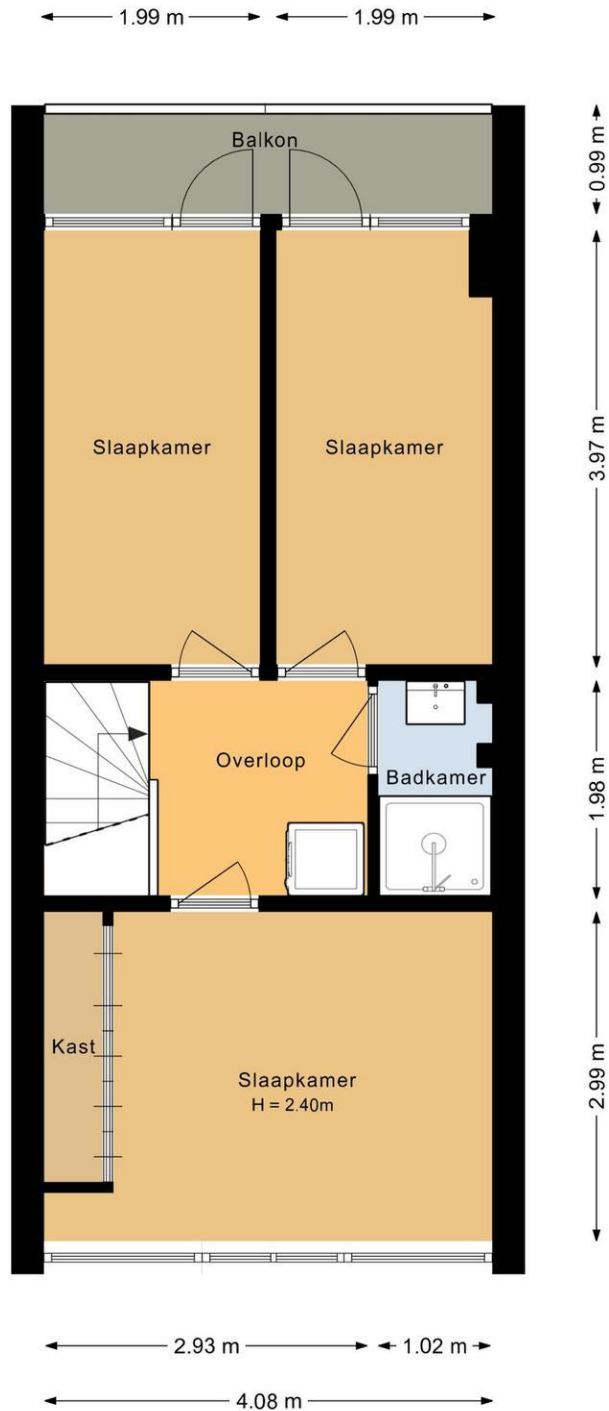 1.99 m
1.99 m
Balkon
0.99 m
Slaapkamer
Slaapkamer
3.97 m
Overloop
Badkamer
1.98 m
Kast
Slaapkamer
H = 2.40m
2.99 m
2.93 m
1.02 m
4.08 m